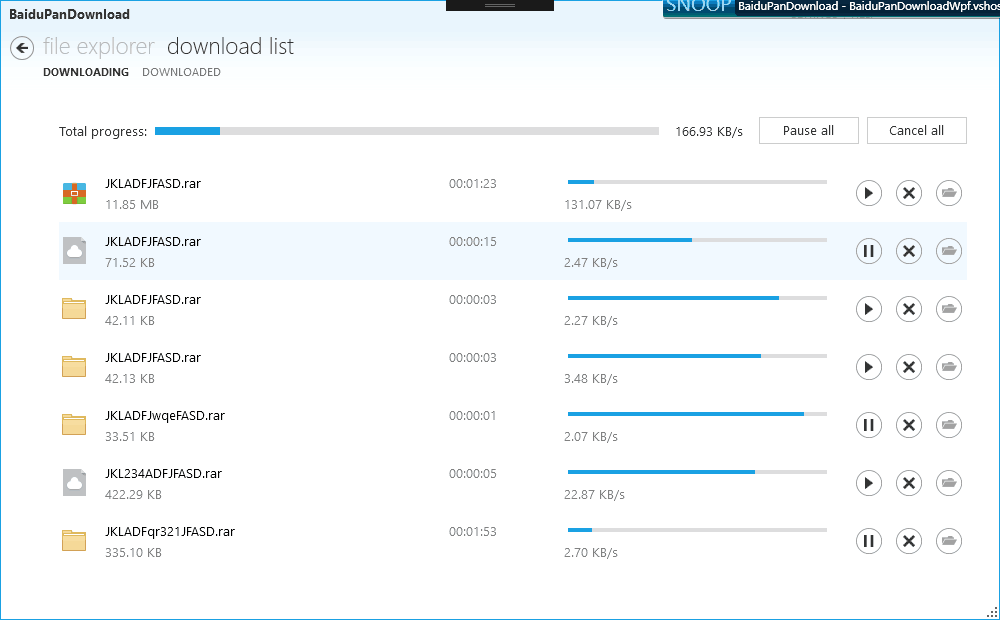 BaiduPanDownload
SNOOP BaiduPanDownload - BaiduPanDownloadWpf.vshos
file explorer download list
DOWNLOADING DOWNLOADED
Total progress: 166.93 KB/s Pause all Cancel all
JKLADFJFASD.rar 00:01:23
11.85 MB 131.07 KB/s
JKLADFJFASD.rar 00:00:15
71.52 KB 2.47 KB/s
JKLADFJFASD.rar 00:00:03
42.11 KB 2.27 KB/s
JKLADFJFASD.rar 00:00:03
42.13 KB 3.48 KB/s
JKLADFJwqeFASD.rar 00:00:01
33.51 KB 2.07 KB/s
JKL234ADFJFASD.rar 00:00:05
422.29 KB 22.87 KB/s
JKLADFqr321JFASD.rar 00:01:53
335.10 KB 2.70 KB/s